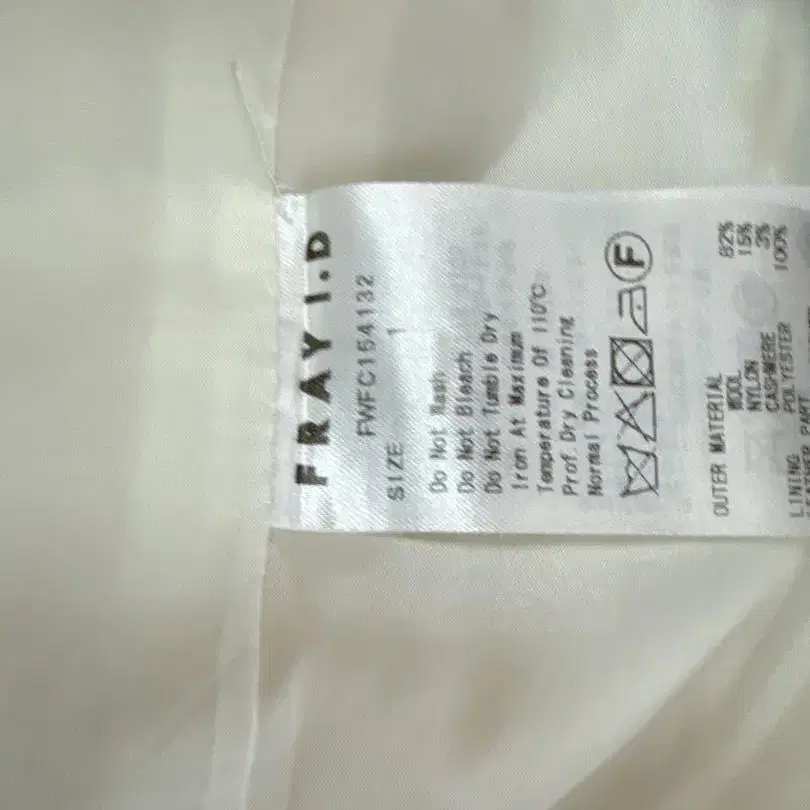 FRAY I.D
FWFC164132
SIZE 1
Do Not Wash
Do Not Bleach
Do Not Tumble Dry
Iron At Maximum
Temperature Of 110℃
Prof. Dry Cleaning
Normal Process
F
OUTER MATERIAL
WOOL 82%
NYLON 15%
CASHMERE 3%
POLYESTER 100%
LINING